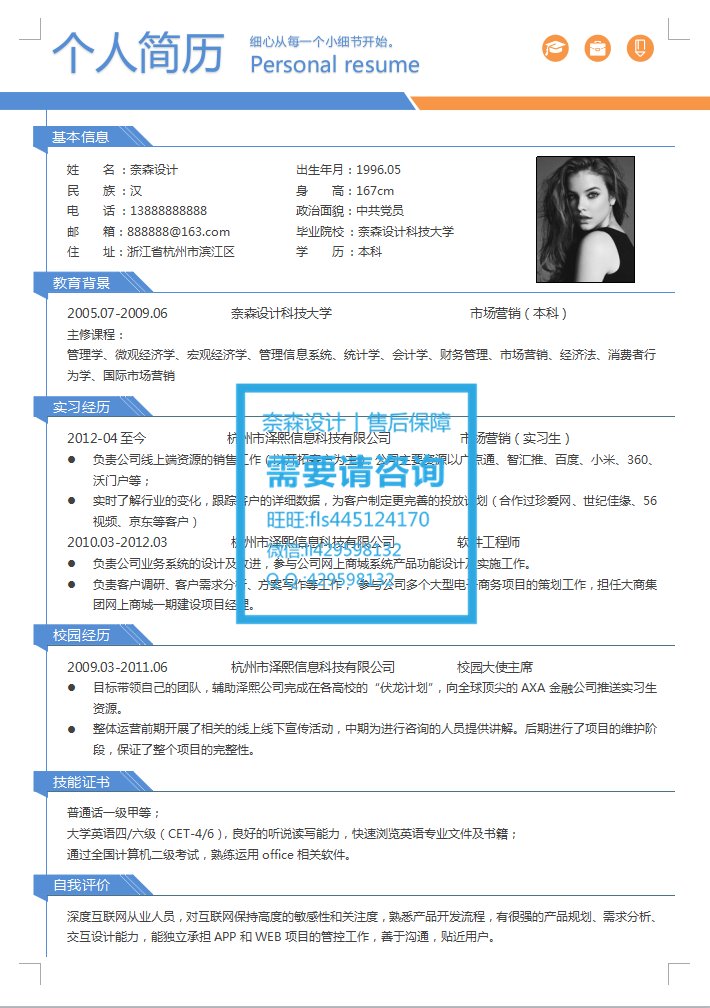 个人简历
细心从每一个小细节开始。
Personal resume
基本信息
姓 名：奈森设计 出生年月：1996.05
民 族：汉 身 高：167cm
电 话：13888888888 政治面貌：中共党员
邮 箱：888888@163.com 毕业院校：奈森设计科技大学
住 址：浙江省杭州市滨江区 学 历：本科
教育背景
2005.07-2009.06 奈森设计科技大学 市场营销（本科）
主修课程：
管理学、微观经济学、宏观经济学、管理信息系统、统计学、会计学、财务管理、市场营销、经济法、消费者行
为学、国际市场营销
实习经历
奈森设计｜售后保障
2012-04 至今 杭州市泽熙信息科技有限公司 市场营销（实习生）
● 负责公司线上端资源的销售工作（以开拓客户为主），公司主要资源以广点通、智汇推、百度、小米、360、
沃门户等；
需要请咨询
● 实时了解行业的变化，跟踪客户的详细数据，为客户制定更完善的投放计划（合作过珍爱网、世纪佳缘、56
视频、京东等客户）
旺旺:fls445124170
2010.03-2012.03 杭州市泽熙信息科技有限公司 软件工程师
微信:ll429598132
● 负责公司业务系统的设计及改进，参与公司网上商城系统产品功能设计及实施工作。
● 负责客户调研、客户需求分析、方案写作等工作，参与公司多个大型电子商务项目的策划工作，担任大商集
QQ:429598132
团网上商城一期建设项目经理。
校园经历
2009.03-2011.06 杭州市泽熙信息科技有限公司 校园大使主席
● 目标带领自己的团队，辅助泽熙公司完成在各高校的“伏龙计划”，向全球顶尖的 AXA 金融公司推送实习生
资源。
● 整体运营前期开展了相关的线上线下宣传活动，中期为进行咨询的人员提供讲解。后期进行了项目的维护阶
段，保证了整个项目的完整性。
技能证书
普通话一级甲等；
大学英语四/六级（CET-4/6），良好的听说读写能力，快速浏览英语专业文件及书籍；
通过全国计算机二级考试，熟练运用 office 相关软件。
自我评价
深度互联网从业人员，对互联网保持高度的敏感性和关注度，熟悉产品开发流程，有很强的产品规划、需求分析、
交互设计能力，能独立承担 APP 和 WEB 项目的管控工作，善于沟通，贴近用户。